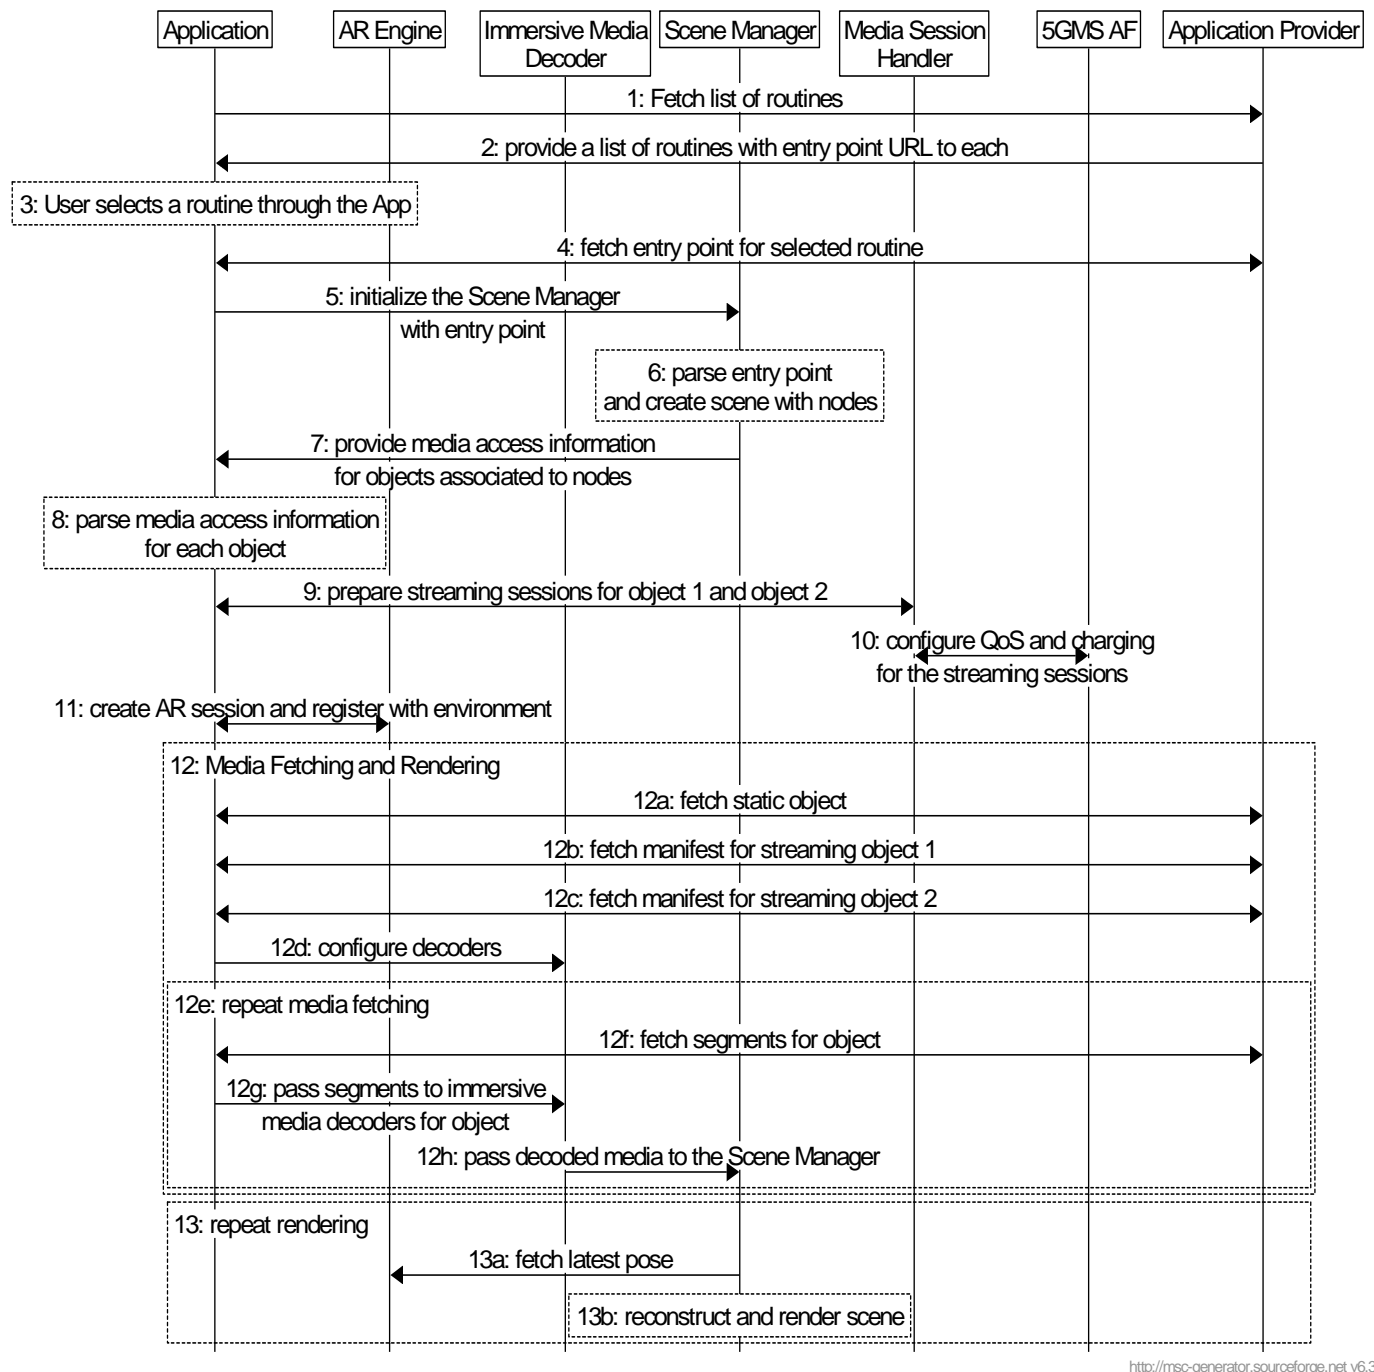 Application
AR Engine
Immersive Media
Decoder
Scene Manager
Media Session
Handler
5GMS AF
Application Provider
1: Fetch list of routines
2: provide a list of routines with entry point URL to each
3: User selects a routine through the App
4: fetch entry point for selected routine
5: initialize the Scene Manager
with entry point
6: parse entry point
and create scene with nodes
7: provide media access information
for objects associated to nodes
8: parse media access information
for each object
9: prepare streaming sessions for object 1 and object 2
10: configure QoS and charging
for the streaming sessions
11: create AR session and register with environment
12: Media Fetching and Rendering
12a: fetch static object
12b: fetch manifest for streaming object 1
12c: fetch manifest for streaming object 2
12d: configure decoders
12e: repeat media fetching
12f: fetch segments for object
12g: pass segments to immersive
media decoders for object
12h: pass decoded media to the Scene Manager
13: repeat rendering
13a: fetch latest pose
13b: reconstruct and render scene
http://msc-generator.sourceforge.net v6.3